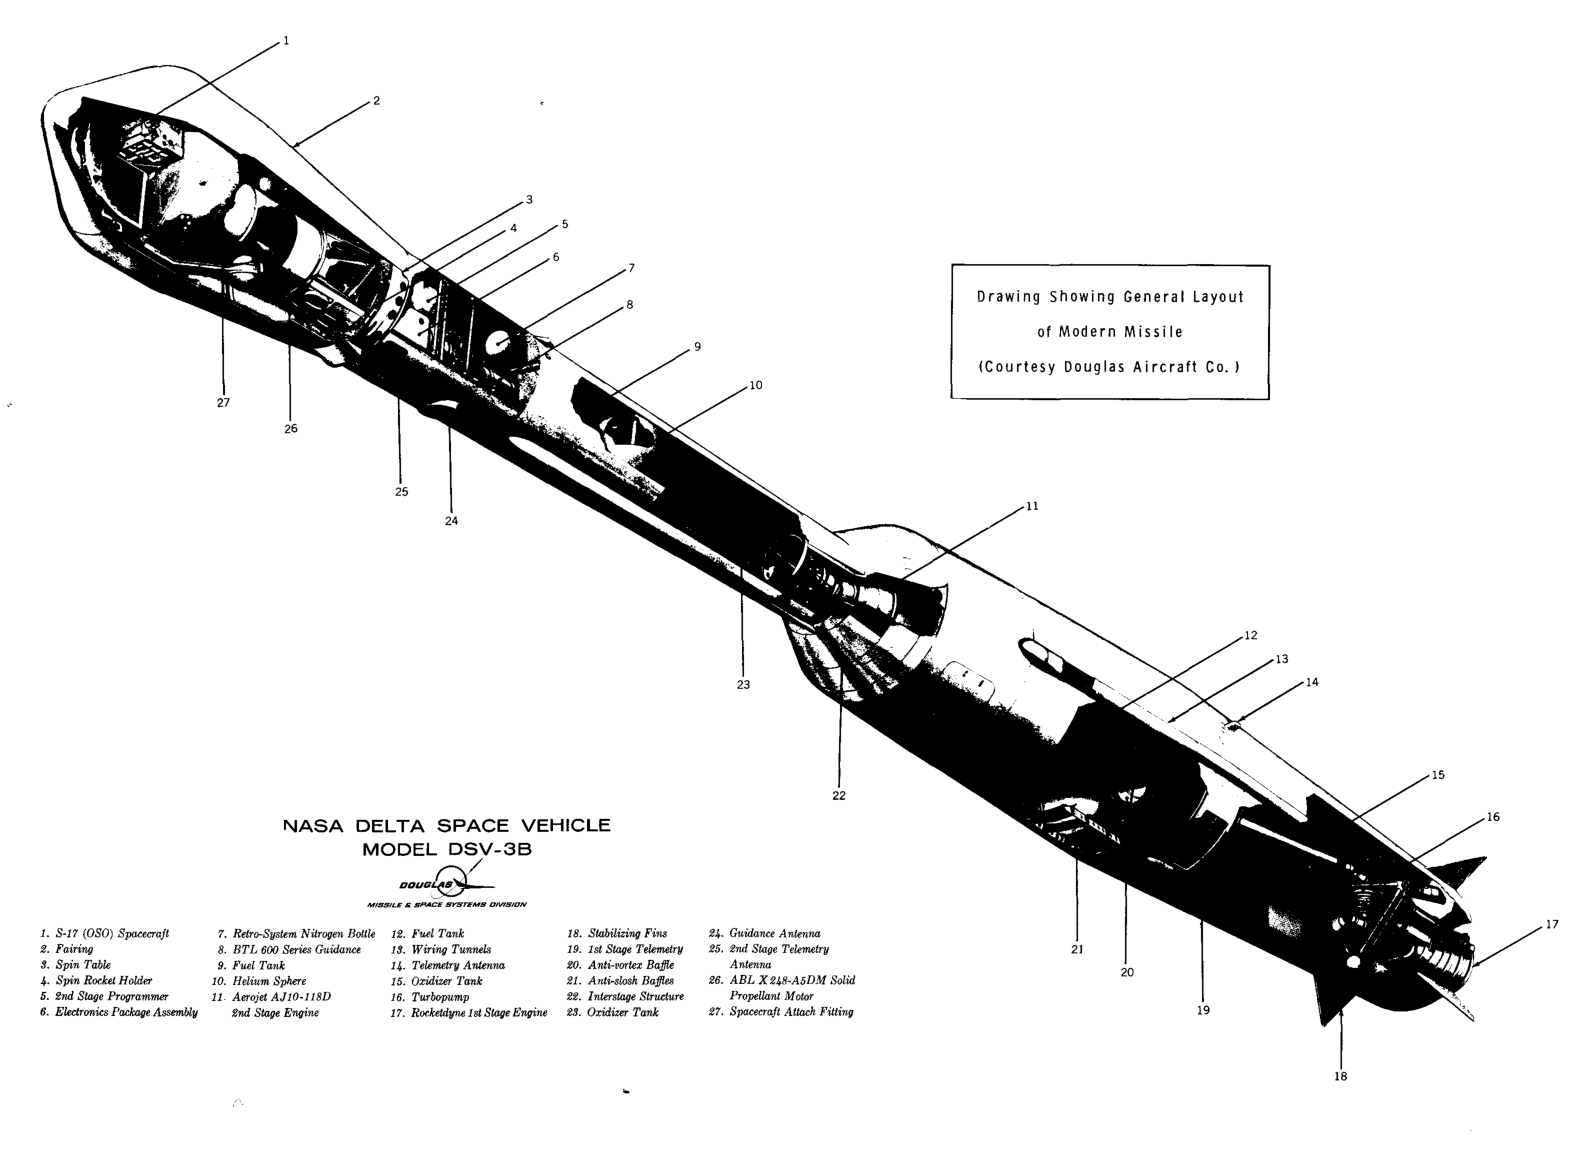 1
2
3
4
5
6
7
8
9
10
11
12
13
14
15
16
17
18
19
20
21
22
23
24
25
26
27
Drawing Showing General Layout
of Modern Missile
(Courtesy Douglas Aircraft Co.)
NASA DELTA SPACE VEHICLE
MODEL DSV-3B
DOUGLAS
MISSILE & SPACE SYSTEMS DIVISION
1. S-17 (OSO) Spacecraft
2. Fairing
3. Spin Table
4. Spin Rocket Holder
5. 2nd Stage Programmer
6. Electronics Package Assembly
7. Retro-System Nitrogen Bottle
8. BTL 600 Series Guidance
9. Fuel Tank
10. Helium Sphere
11. Aerojet AJ10-118D
2nd Stage Engine
12. Fuel Tank
13. Wiring Tunnels
14. Telemetry Antenna
15. Oxidizer Tank
16. Turbopump
17. Rocketdyne 1st Stage Engine
18. Stabilizing Fins
19. 1st Stage Telemetry
20. Anti-vortex Baffle
21. Anti-slosh Baffles
22. Interstage Structure
23. Oxidizer Tank
24. Guidance Antenna
25. 2nd Stage Telemetry
Antenna
26. ABL X248-A5DM Solid
Propellant Motor
27. Spacecraft Attach Fitting